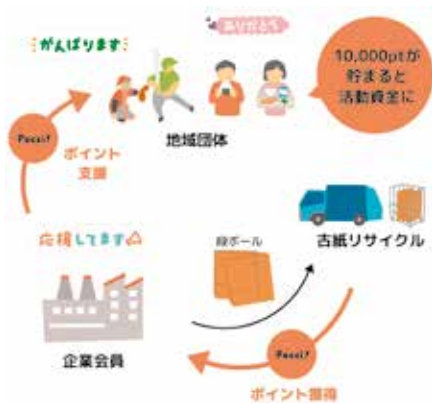 ありがとう
がんばります
10,000ptが
貯まると
活動資金に
地域団体
Pocci!
ポイント
支援
応援してます
段ボール
古紙リサイクル
企業会員
Pocci!
ポイント獲得